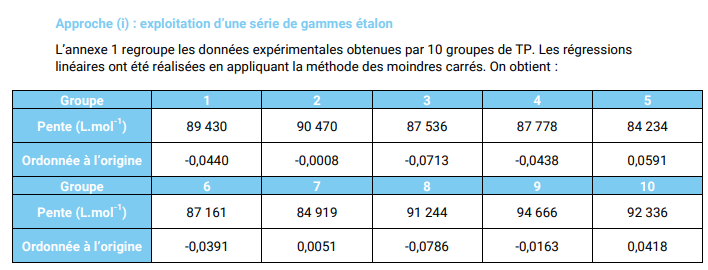 Approche (i) : exploitation d'une série de gammes étalon
L'annexe 1 regroupe les données expérimentales obtenues par 10 groupes de TP. Les régressions
linéaires ont été réalisées en appliquant la méthode des moindres carrés. On obtient :
Groupe 1 2 3 4 5
Pente (L.mol⁻¹) 89 430 90 470 87 536 87 778 84 234
Ordonnée à l'origine -0,0440 -0,0008 -0,0713 -0,0438 0,0591
Groupe 6 7 8 9 10
Pente (L.mol⁻¹) 87 161 84 919 91 244 94 666 92 336
Ordonnée à l'origine -0,0391 0,0051 -0,0786 -0,0163 0,0418